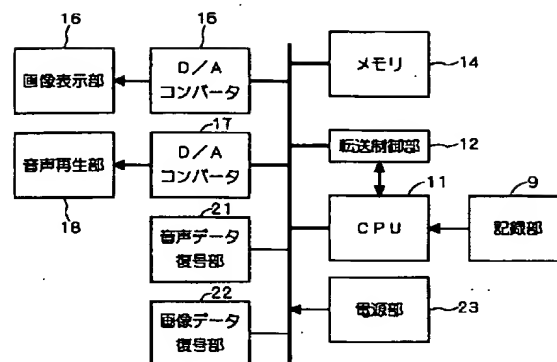 16
画像表示部
15
D/A
コンバータ
メモリ
14
音声再生部
18
17
D/A
コンバータ
転送制御部
12
11
CPU
9
記録部
21
音声データ
復号部
22
画像データ
復号部
電源部
23